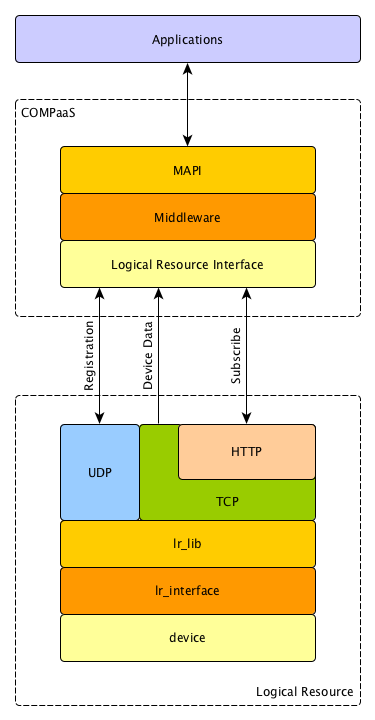 Applications
COMPaaS
MAPI
Middleware
Logical Resource Interface
Registration
Device Data
Subscribe
UDP
HTTP
TCP
lr_lib
lr_interface
device
Logical Resource